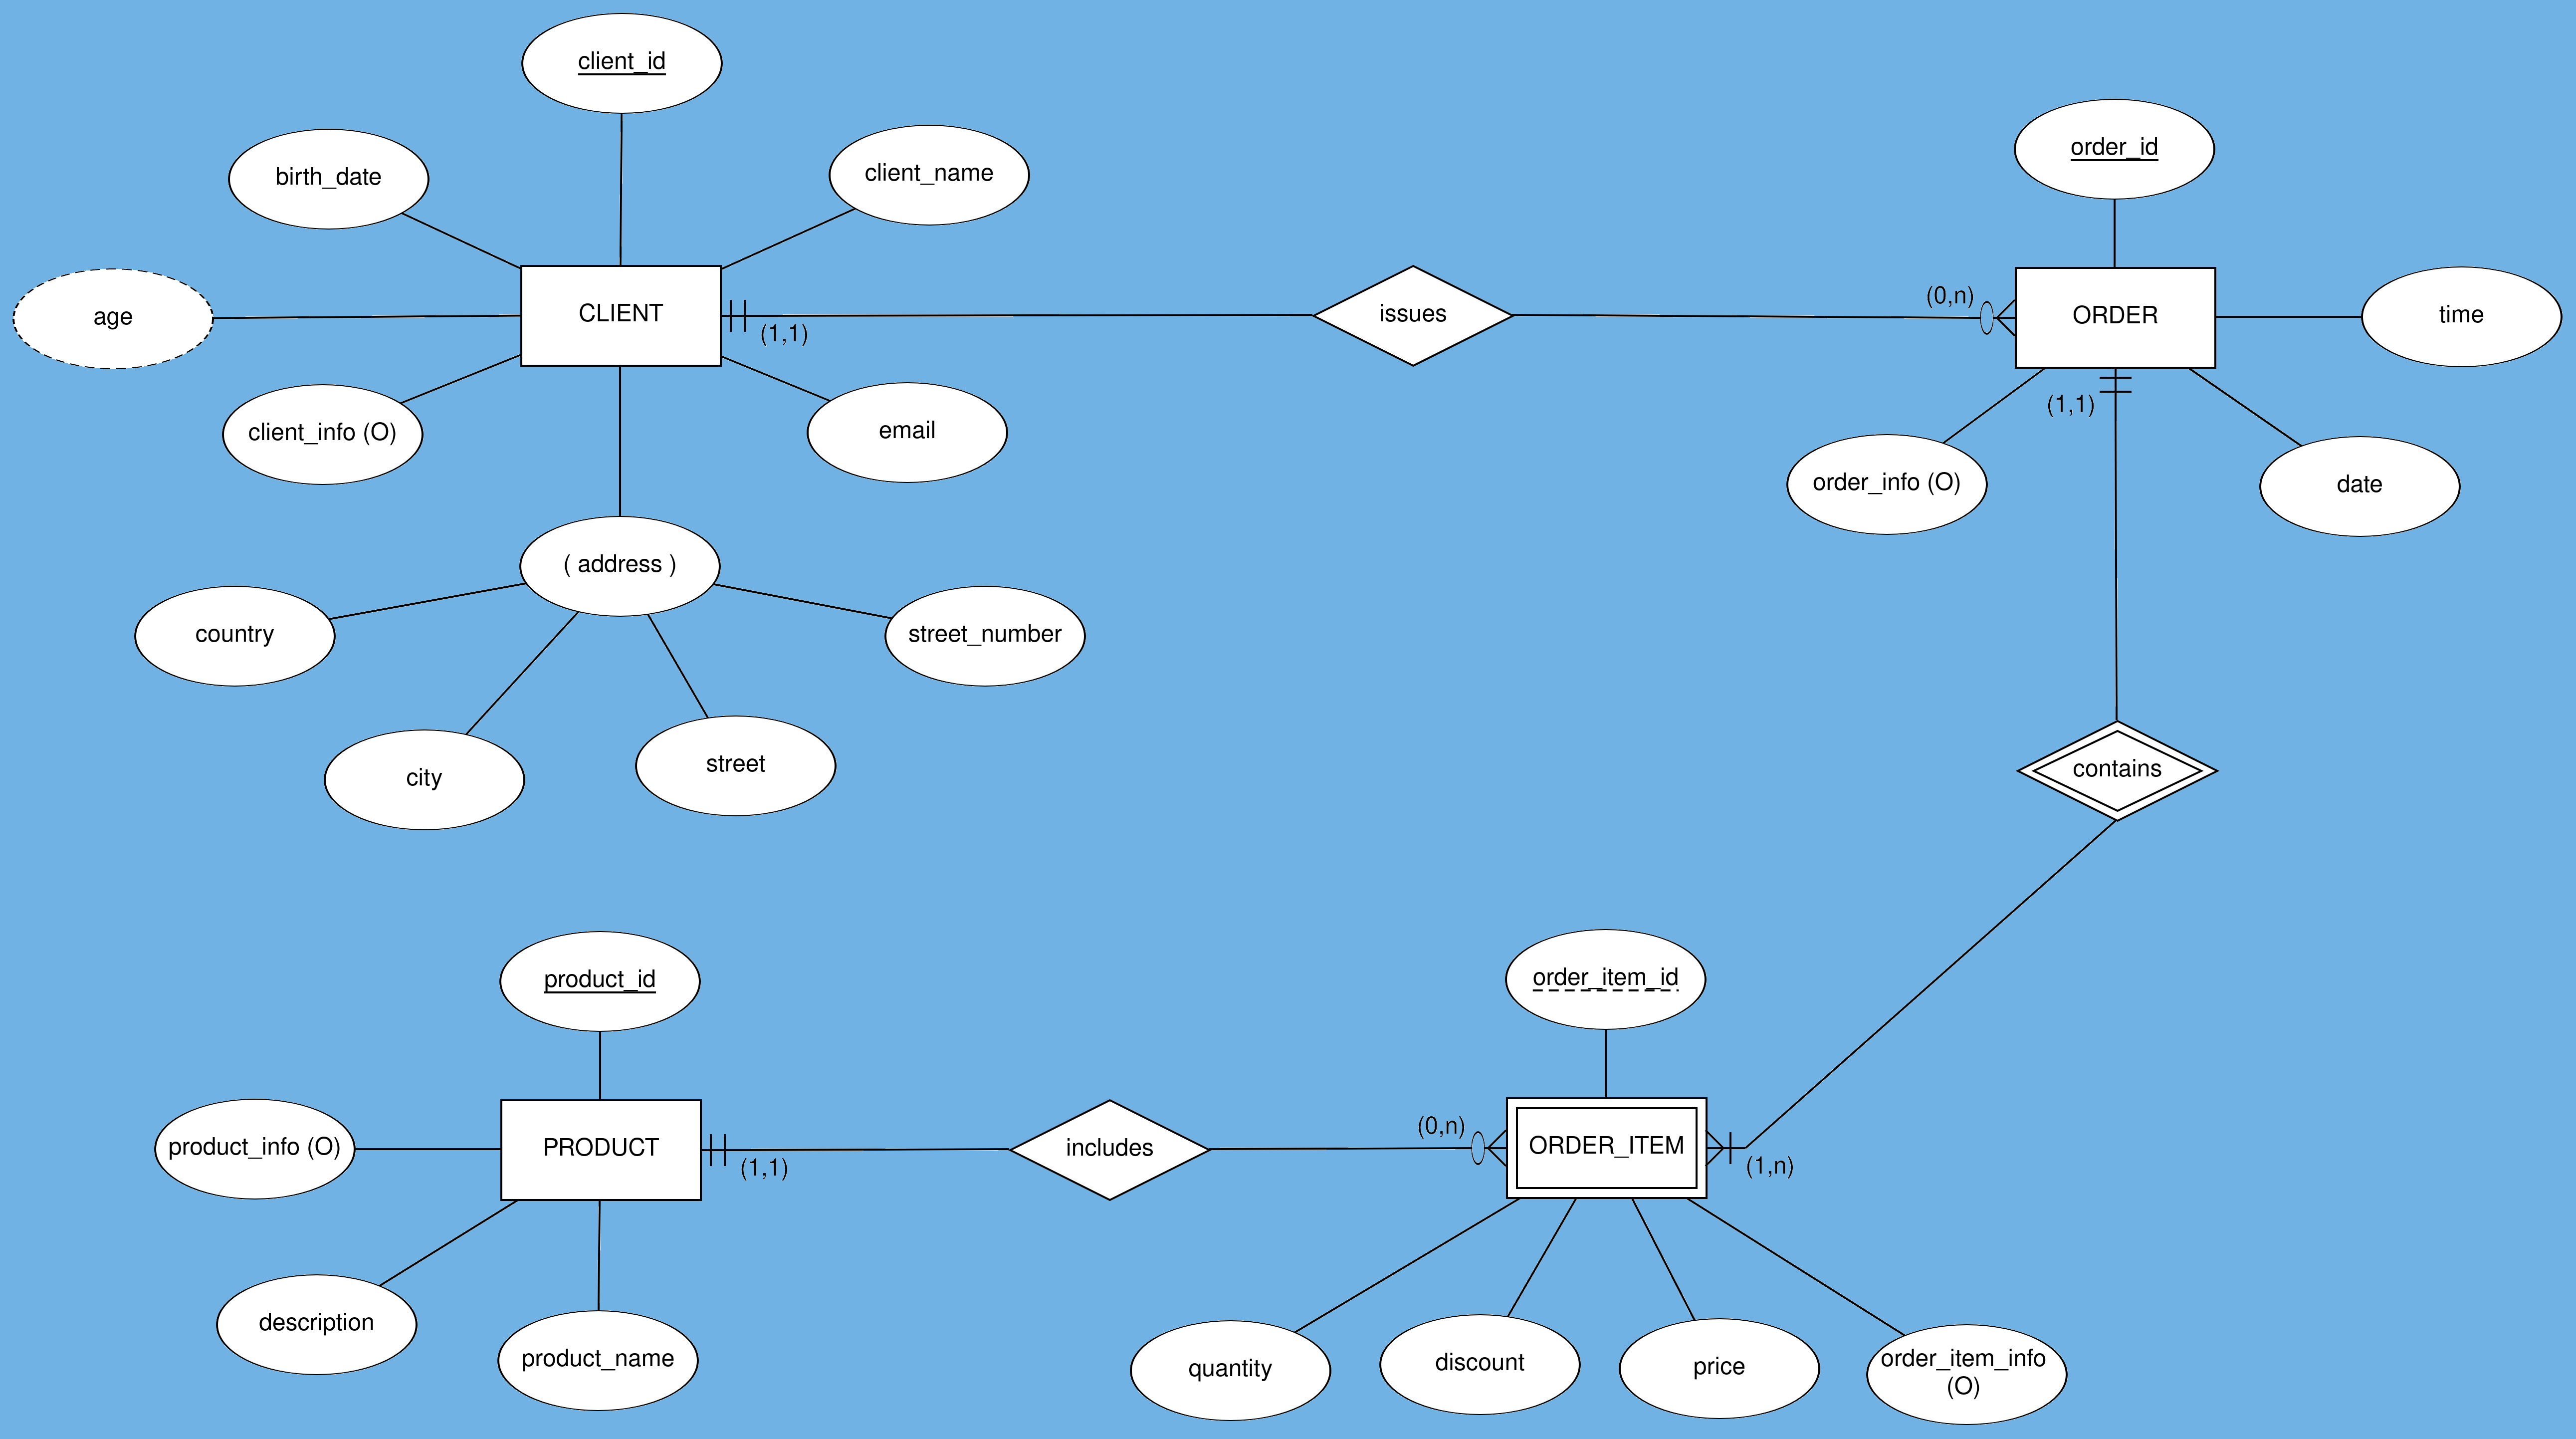 client_id
birth_date
client_name
order_id
age
CLIENT
(1,1)
issues
(0,n)
ORDER
time
client_info (O)
email
(1,1)
order_info (O)
date
( address )
country
street_number
city
street
contains
product_id
order_item_id
product_info (O)
PRODUCT
(1,1)
includes
(0,n)
ORDER_ITEM
(1,n)
description
product_name
quantity
discount
price
order_item_info
(O)